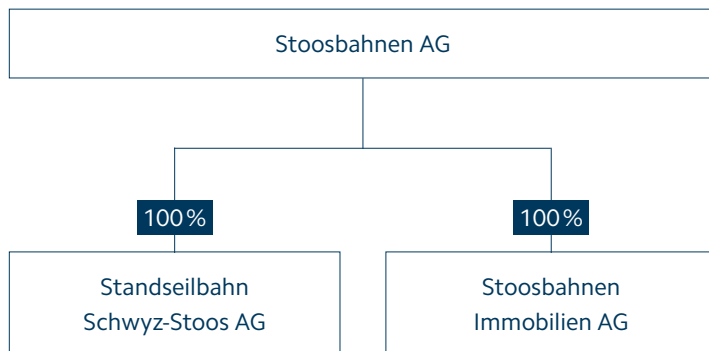 Stoosbahnen AG
100 %
100 %
Standseilbahn
Schwyz-Stoos AG
Stoosbahnen
Immobilien AG